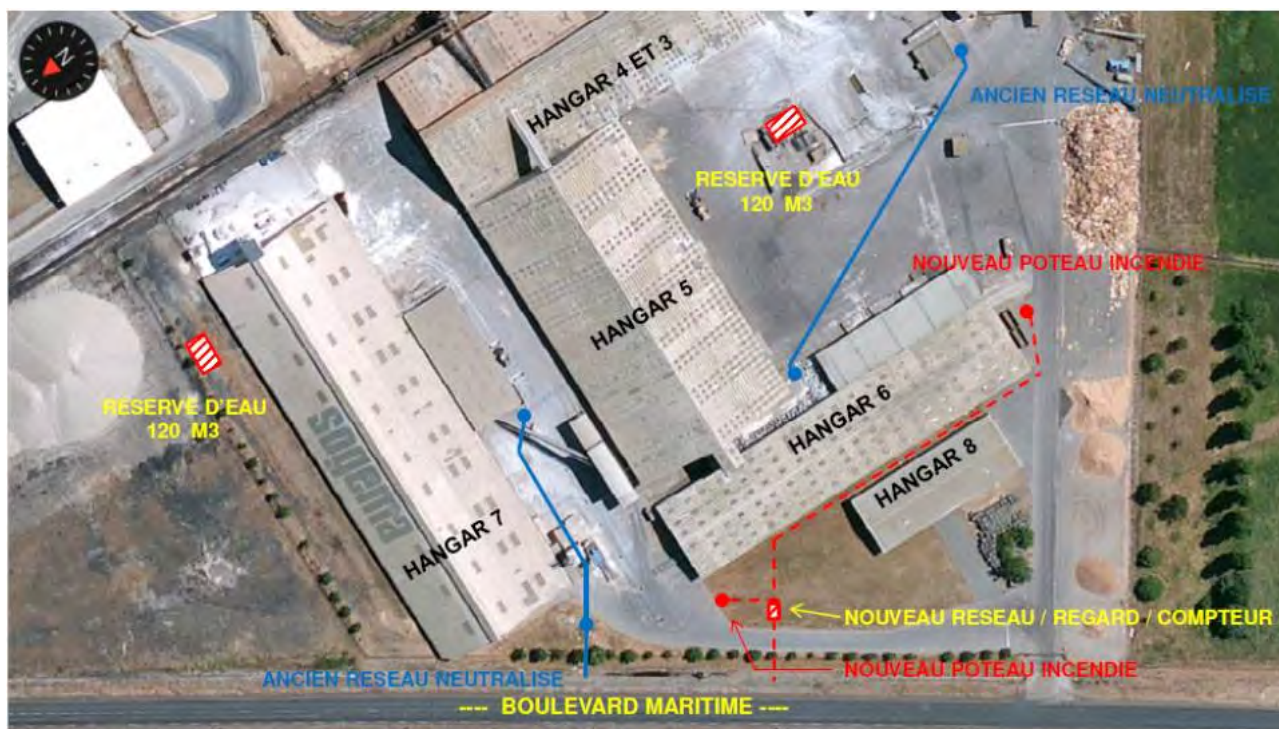 N
HANGAR 4 ET 3
ANCIEN RESEAU NEUTRALISE
RESERVE D'EAU
120 M3
NOUVEAU POTEAU INCENDIE
HANGAR 5
RESERVE D'EAU
120 M3
puratos
HANGAR 6
HANGAR 8
HANGAR 7
NOUVEAU RESEAU / REGARD / COMPTEUR
NOUVEAU POTEAU INCENDIE
ANCIEN RESEAU NEUTRALISE
---- BOULEVARD MARITIME ----